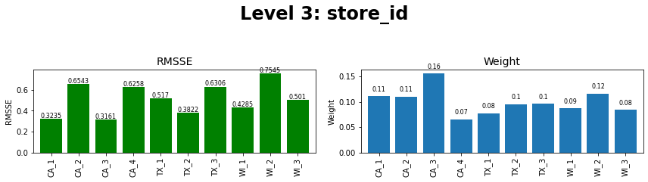 Level 3: store_id
RMSSE
RMSSE
0.0
0.2
0.4
0.6
0.3235
0.6543
0.3161
0.6258
0.517
0.3822
0.6306
0.4285
0.7545
0.501
CA_1
CA_2
CA_3
CA_4
TX_1
TX_2
TX_3
WI_1
WI_2
WI_3
Weight
Weight
0.00
0.05
0.10
0.15
0.11
0.11
0.16
0.07
0.08
0.1
0.1
0.09
0.12
0.08
CA_1
CA_2
CA_3
CA_4
TX_1
TX_2
TX_3
WI_1
WI_2
WI_3